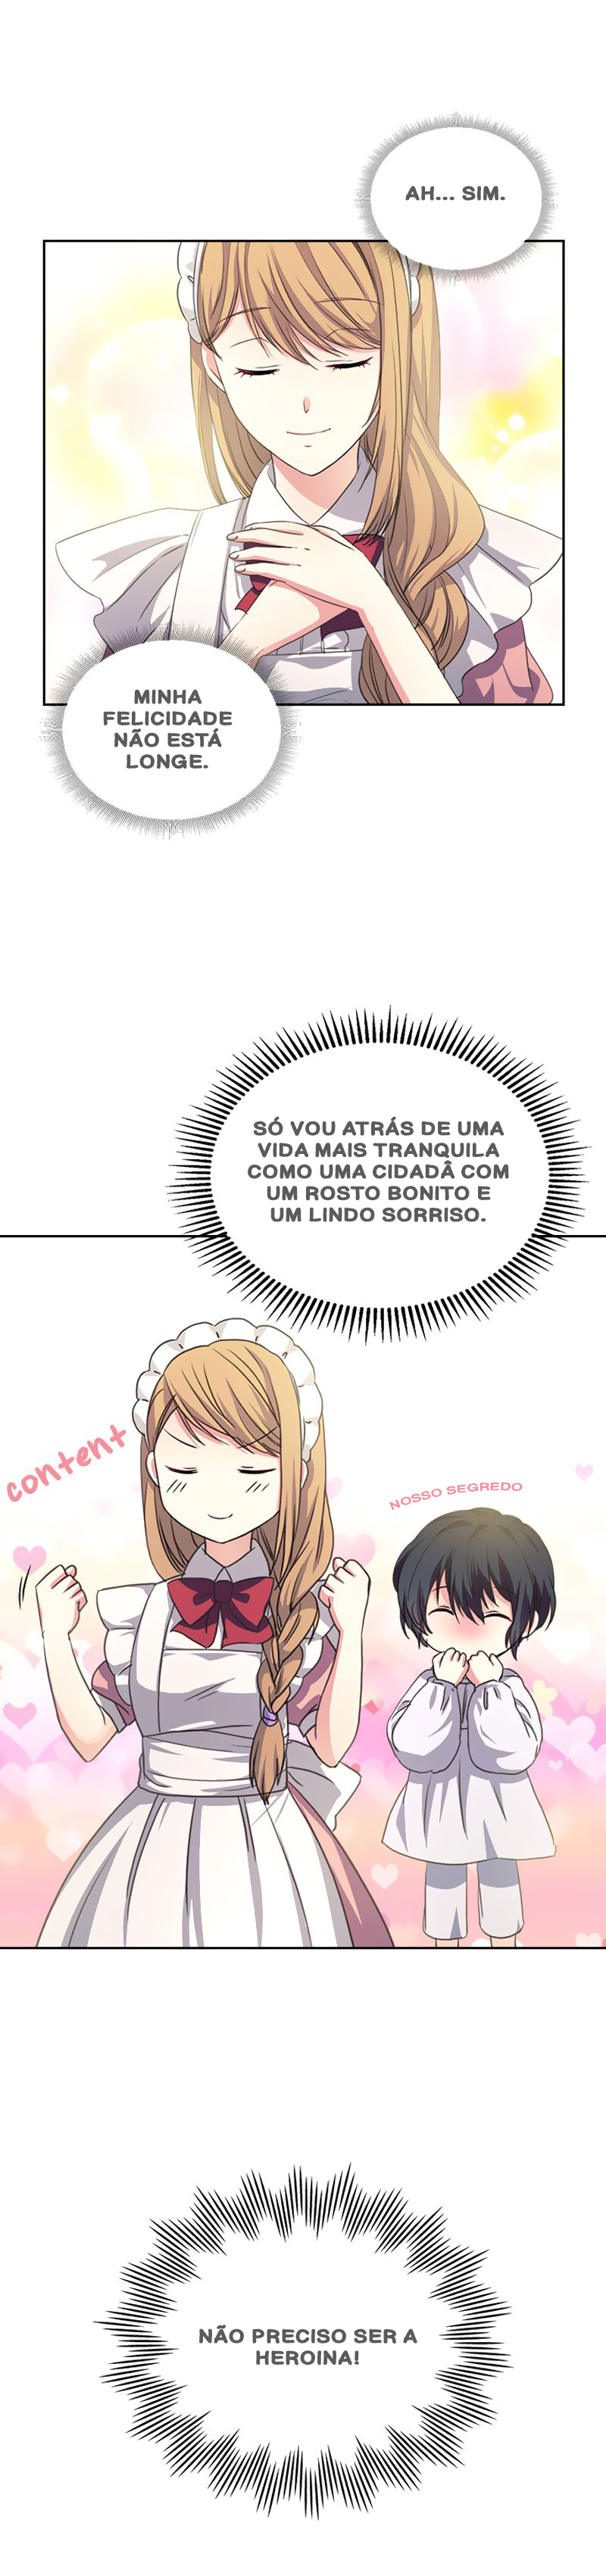 AH... SIM.
MINHA
FELICIDADE
NÃO ESTÁ
LONGE.
SÓ VOU ATRÁS DE UMA
VIDA MAIS TRANQUILA
COMO UMA CIDADÂ COM
UM ROSTO BONITO E
UM LINDO SORRISO.
content
NOSSO SEGREDO
NÃO PRECISO SER A
HEROINA!